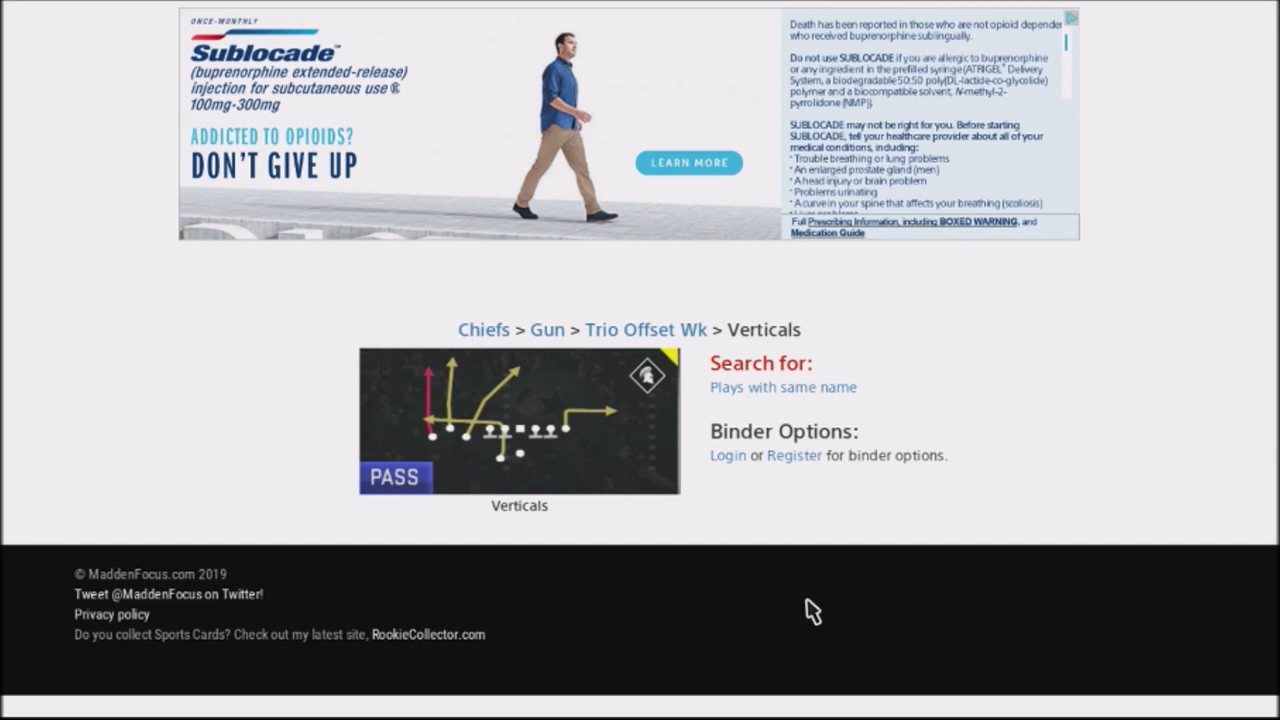 ONCE-MONTHLY
Sublocade™
(buprenorphine extended-release)
injection for subcutaneous use
100mg·300mg
ADDICTED TO OPIOIDS?
DON'T GIVE UP
LEARN MORE
Death has been reported in those who are not opioid depender
who received buprenorphine sublingually.
Do not use SUBLOCADE if you are allergic to buprenorphine
or any ingredient in the prefilled syringe (ATRIGEL® Delivery
System, a biodegradable 50:50 poly(DL-lactide-co-glycolide)
polymer and a biocompatible solvent, N-methyl-2-
pyrrolidone (NMP)).
SUBLOCADE may not be right for you. Before starting
SUBLOCADE, tell your healthcare provider about all of your
medical conditions, including:
• Trouble breathing or lung problems
• An enlarged prostate gland (men)
• A head injury or brain problem
• Problems urinating
• A curve in your spine that affects your breathing (scoliosis)
Full Prescribing Information, including BOXED WARNING, and
Medication Guide
Chiefs > Gun > Trio Offset Wk > Verticals
PASS
Verticals
Search for:
Plays with same name
Binder Options:
Login or Register for binder options.
© MaddenFocus.com 2019
Tweet @MaddenFocus on Twitter!
Privacy policy
Do you collect Sports Cards? Check out my latest site, RookieCollector.com